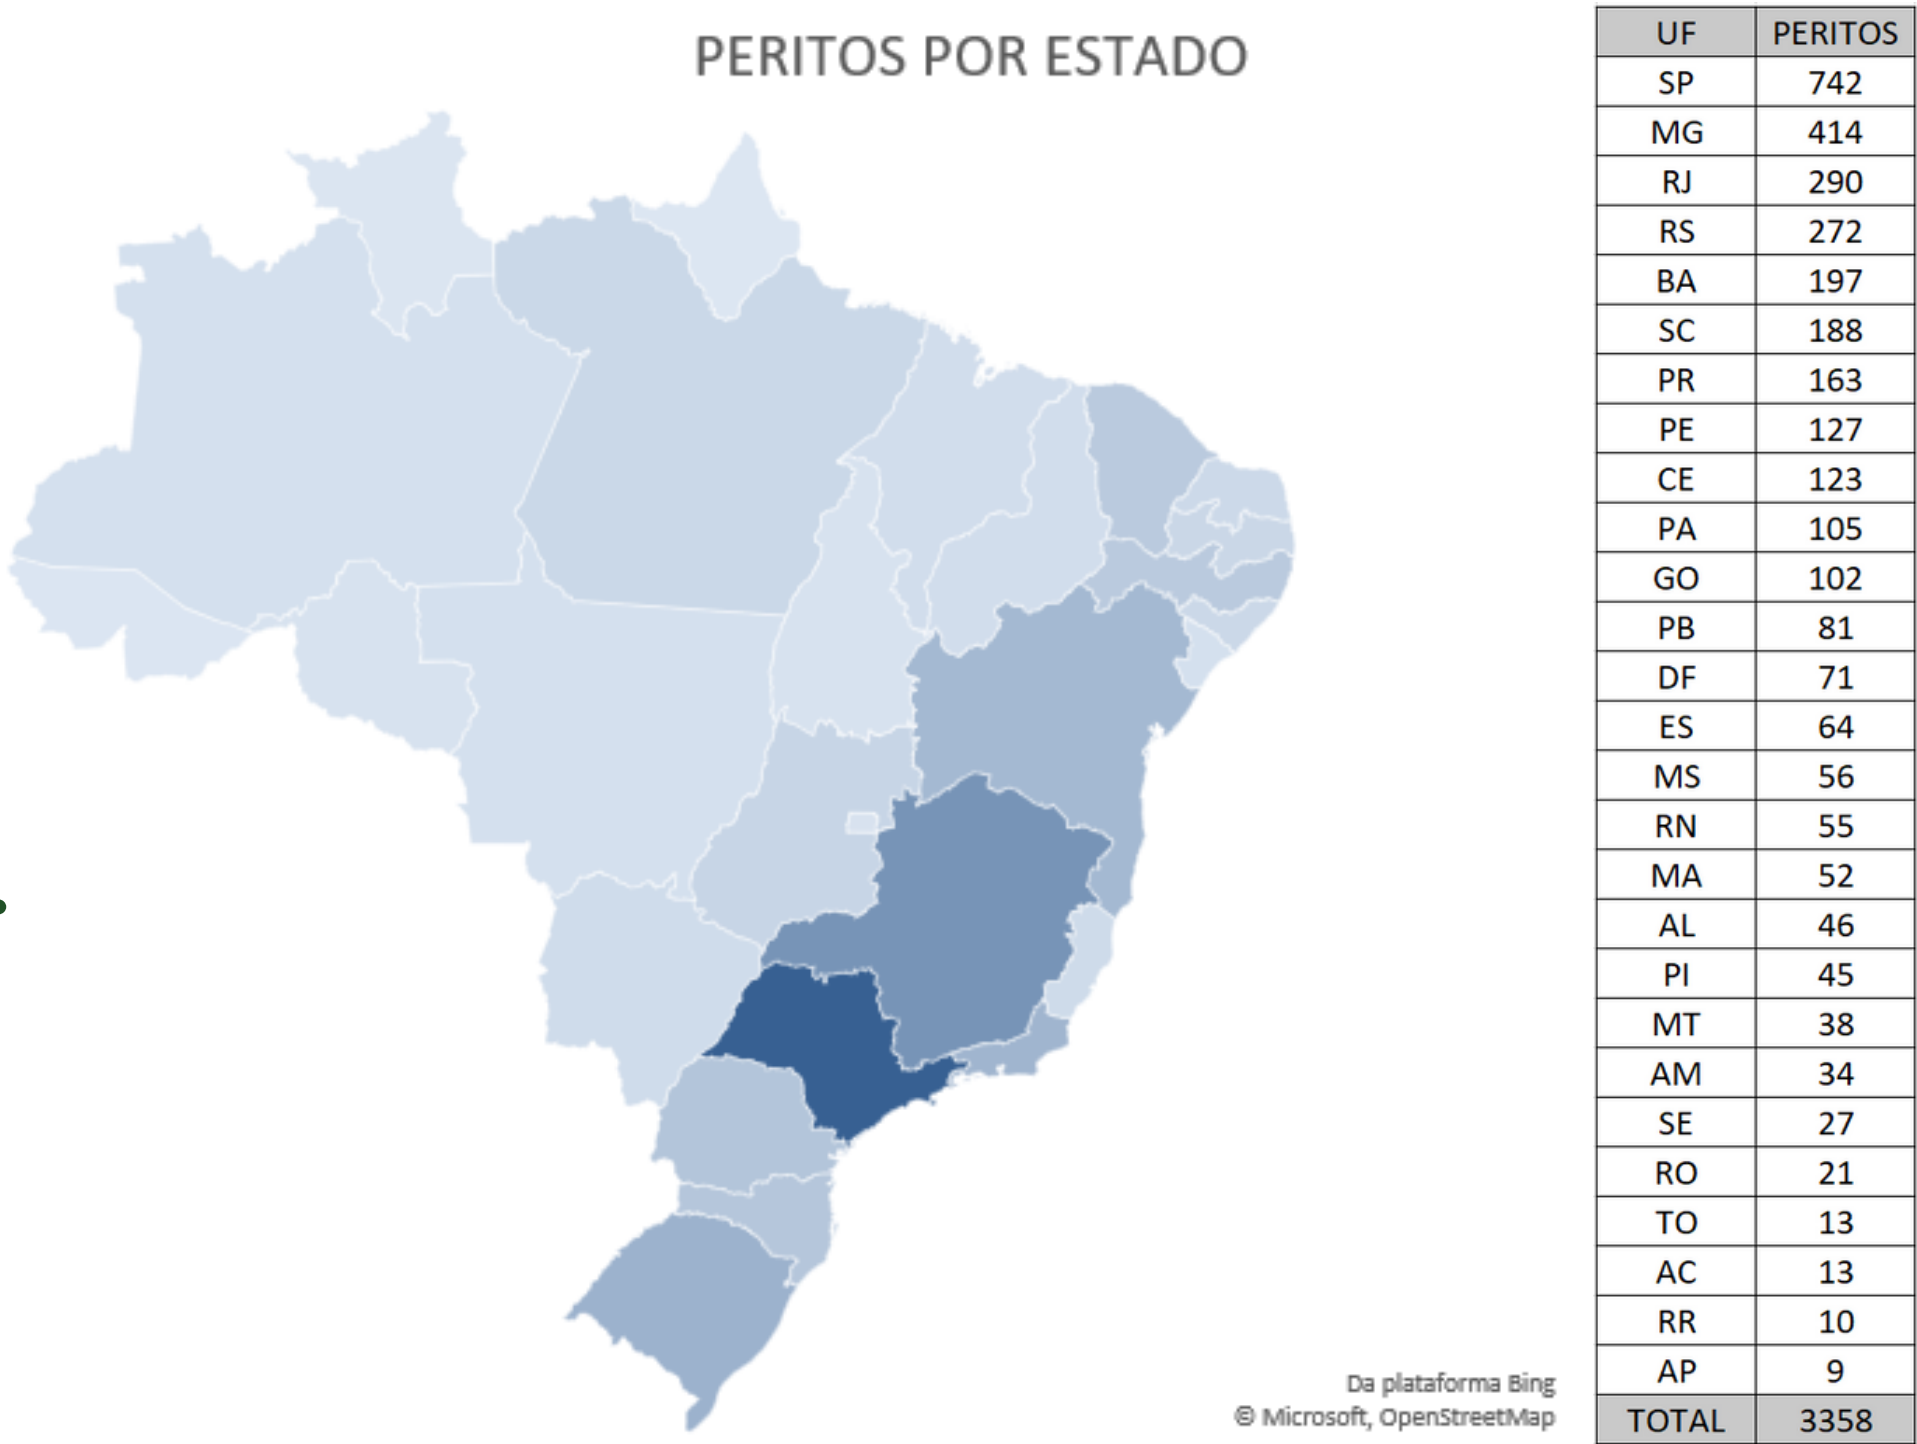 PERITOS POR ESTADO
UF PERITOS
SP 742
MG 414
RJ 290
RS 272
BA 197
SC 188
PR 163
PE 127
CE 123
PA 105
GO 102
PB 81
DF 71
ES 64
MS 56
RN 55
MA 52
AL 46
PI 45
MT 38
AM 34
SE 27
RO 21
TO 13
AC 13
RR 10
AP 9
TOTAL 3358
Da plataforma Bing
© Microsoft, OpenStreetMap